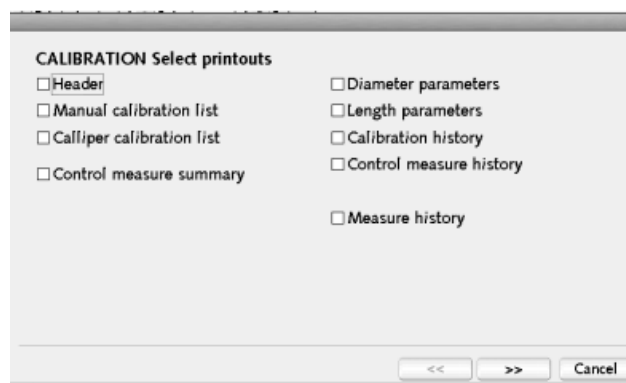 CALIBRATION Select printouts
Header
Manual calibration list
Calliper calibration list
Control measure summary
Diameter parameters
Length parameters
Calibration history
Control measure history
Measure history
<< >> Cancel